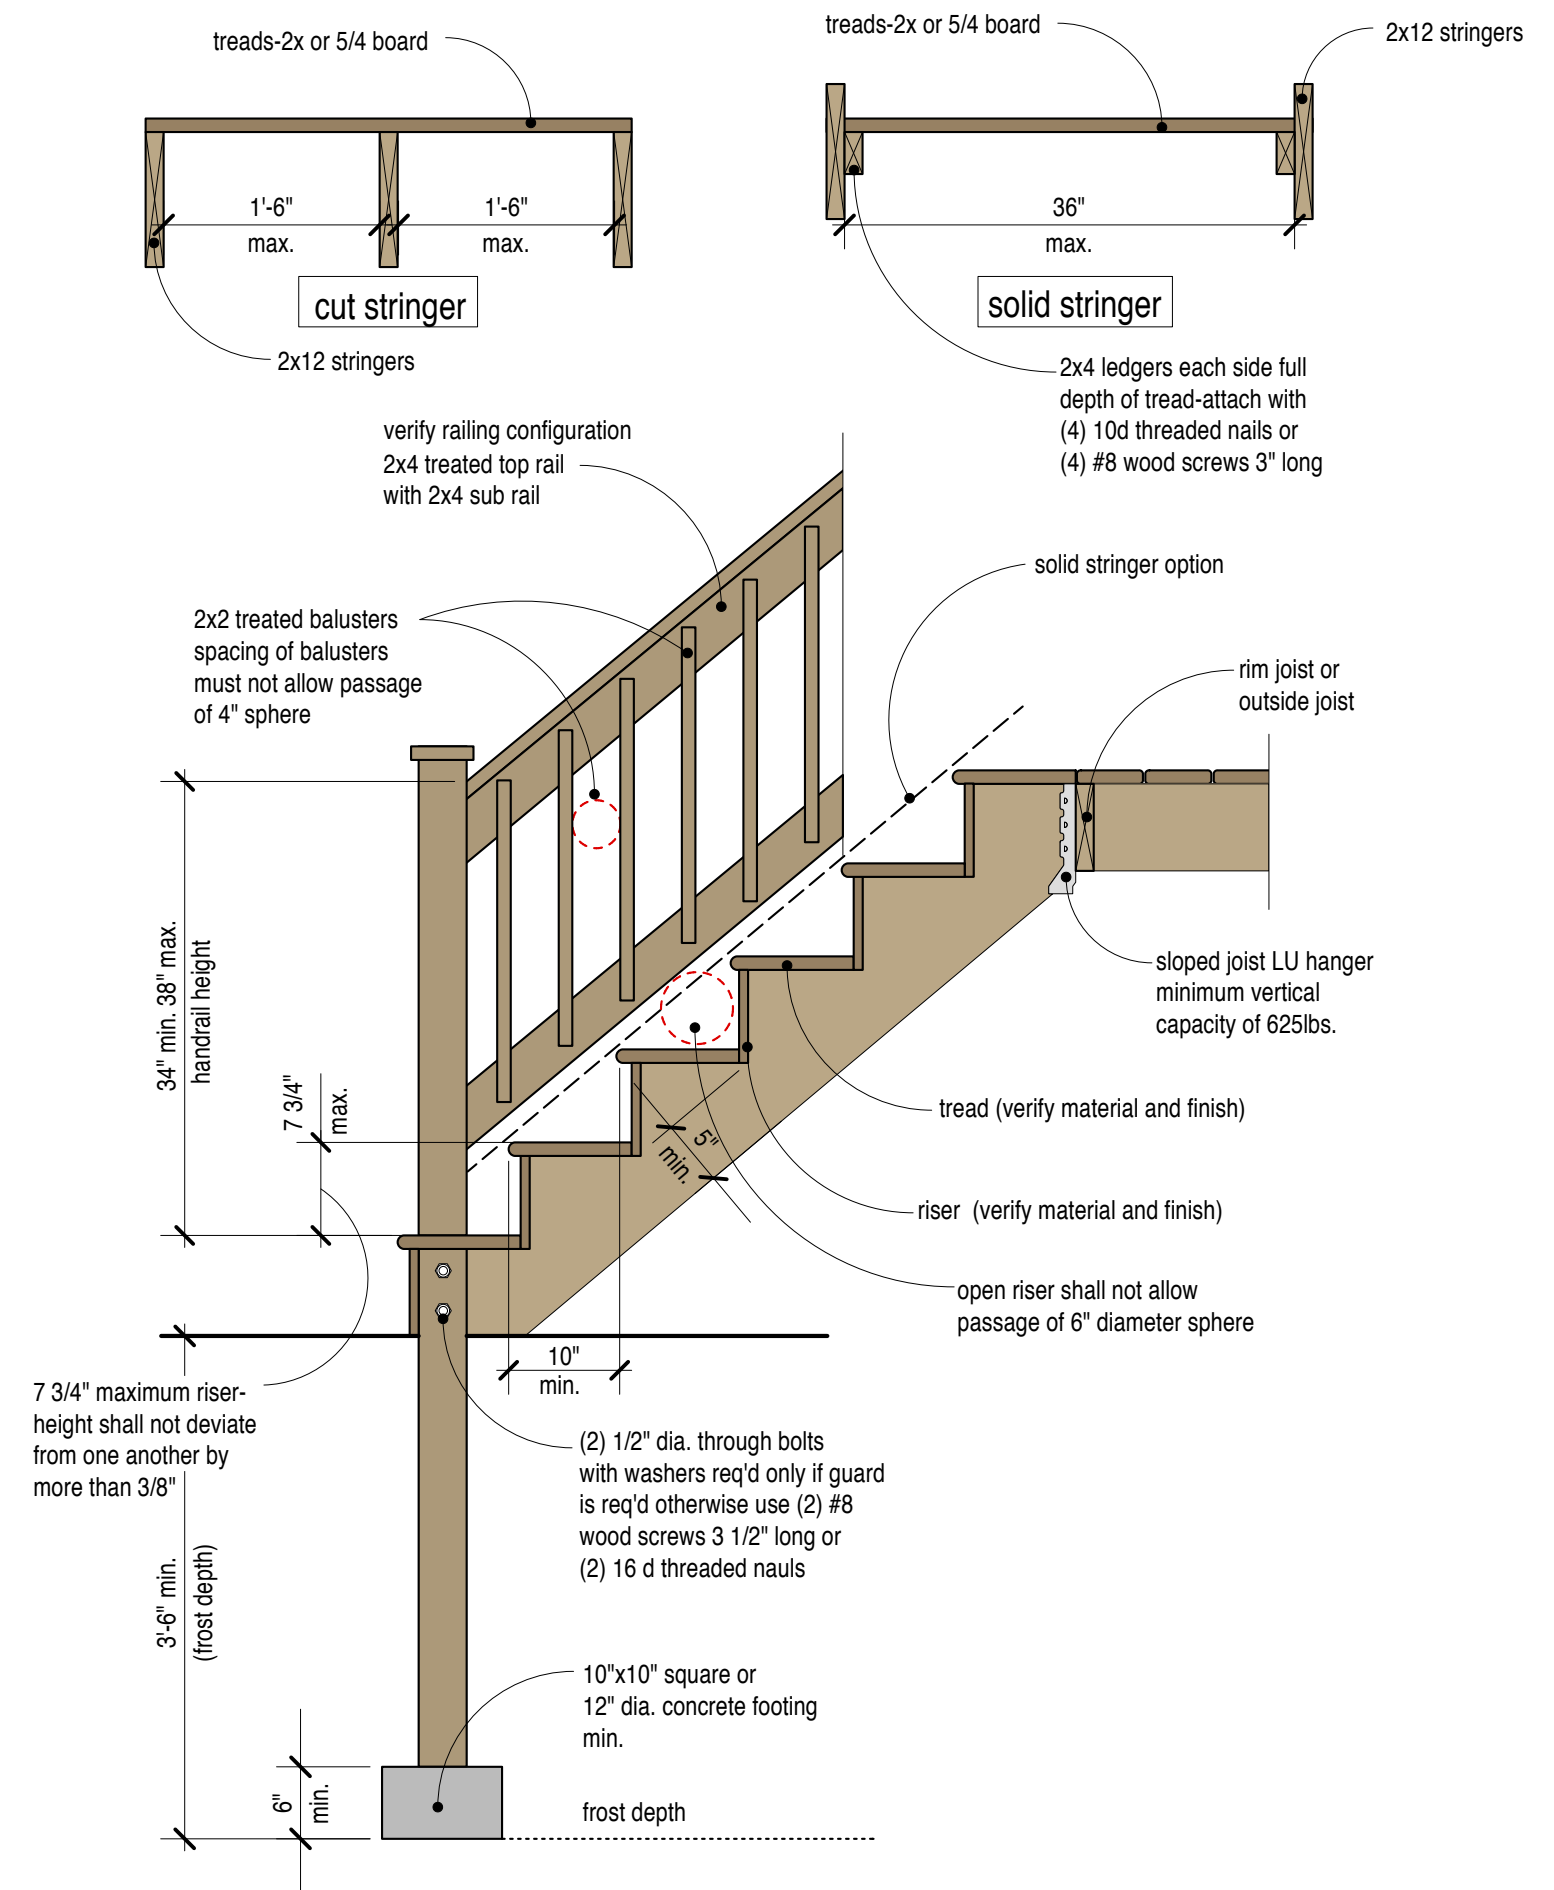 treads-2x or 5/4 board
1'-6"
max.
1'-6"
max.
cut stringer
2x12 stringers
treads-2x or 5/4 board
2x12 stringers
36"
max.
solid stringer
2x4 ledgers each side full
depth of tread-attach with
(4) 10d threaded nails or
(4) #8 wood screws 3" long
verify railing configuration
2x4 treated top rail
with 2x4 sub rail
2x2 treated balusters
spacing of balusters
must not allow passage
of 4" sphere
solid stringer option
rim joist or
outside joist
sloped joist LU hanger
minimum vertical
capacity of 625lbs.
34" min. 38" max.
handrail height
7 3/4"
max.
5"
min.
tread (verify material and finish)
riser (verify material and finish)
open riser shall not allow
passage of 6" diameter sphere
10"
min.
7 3/4" maximum riser-
height shall not deviate
from one another by
more than 3/8"
(2) 1/2" dia. through bolts
with washers req'd only if guard
is req'd otherwise use (2) #8
wood screws 3 1/2" long or
(2) 16 d threaded nauls
3'-6" min.
(frost depth)
10"x10" square or
12" dia. concrete footing
min.
6"
min.
frost depth